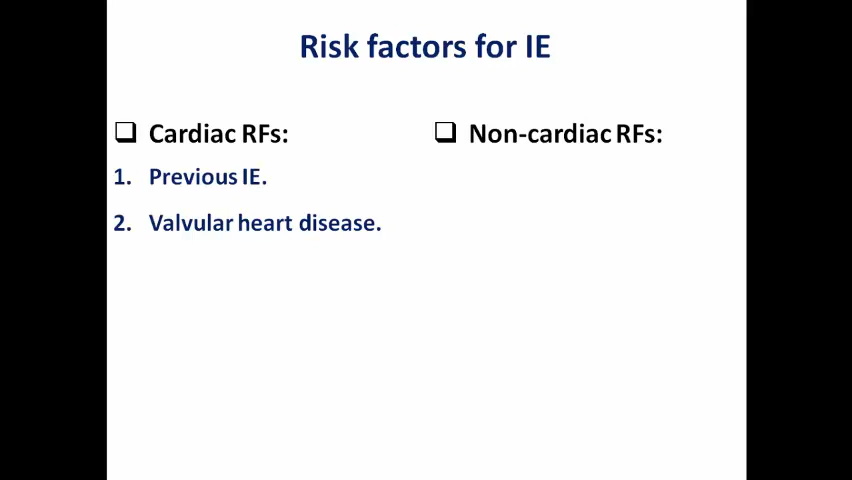 Risk factors for IE
❑ Cardiac RFs:
1. Previous IE.
2. Valvular heart disease.
❑ Non-cardiac RFs: